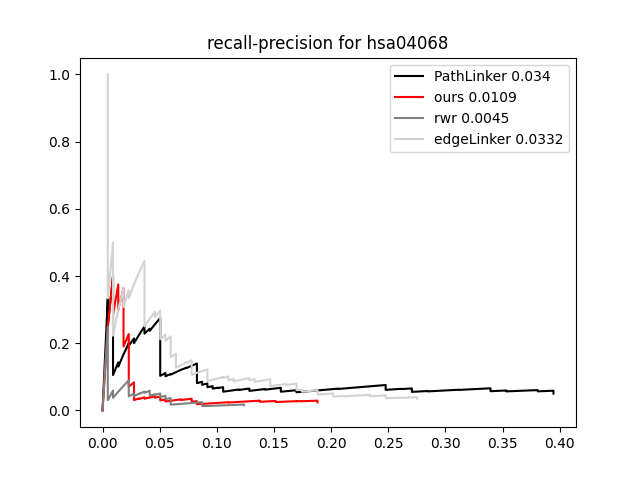 recall-precision for hsa04068
PathLinker 0.034
ours 0.0109
rwr 0.0045
edgeLinker 0.0332
1.0
0.8
0.6
0.4
0.2
0.0
0.00 0.05 0.10 0.15 0.20 0.25 0.30 0.35 0.40